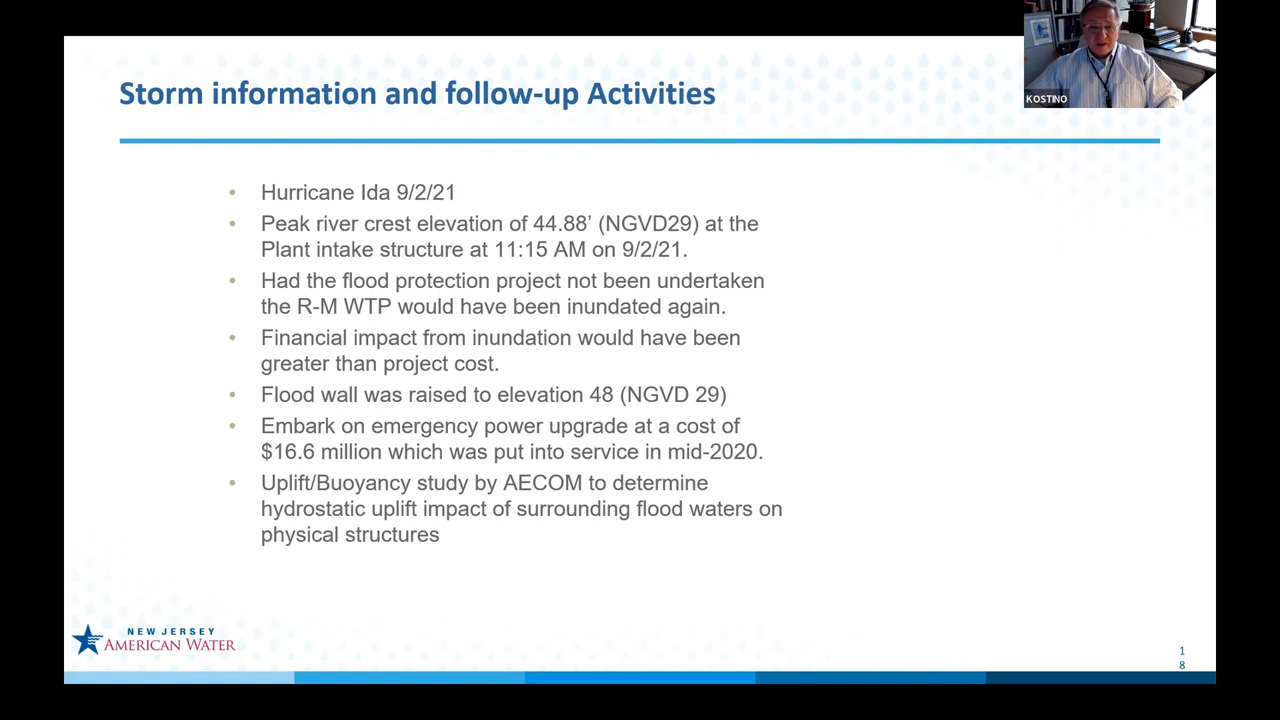 KOSTINO
Storm information and follow-up Activities
• Hurricane Ida 9/2/21
• Peak river crest elevation of 44.88’ (NGVD29) at the
Plant intake structure at 11:15 AM on 9/2/21.
• Had the flood protection project not been undertaken
the R-M WTP would have been inundated again.
• Financial impact from inundation would have been
greater than project cost.
• Flood wall was raised to elevation 48 (NGVD 29)
• Embark on emergency power upgrade at a cost of
$16.6 million which was put into service in mid-2020.
• Uplift/Buoyancy study by AECOM to determine
hydrostatic uplift impact of surrounding flood waters on
physical structures
NEW JERSEY
AMERICAN WATER
1
8